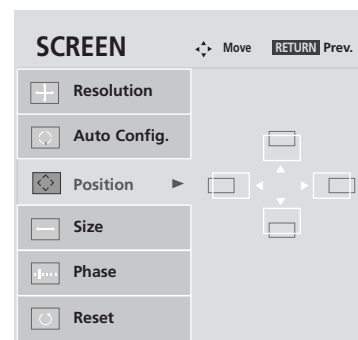 SCREEN Move RETURN Prev.
Resolution
Auto Config.
Position
Size
Phase
Reset